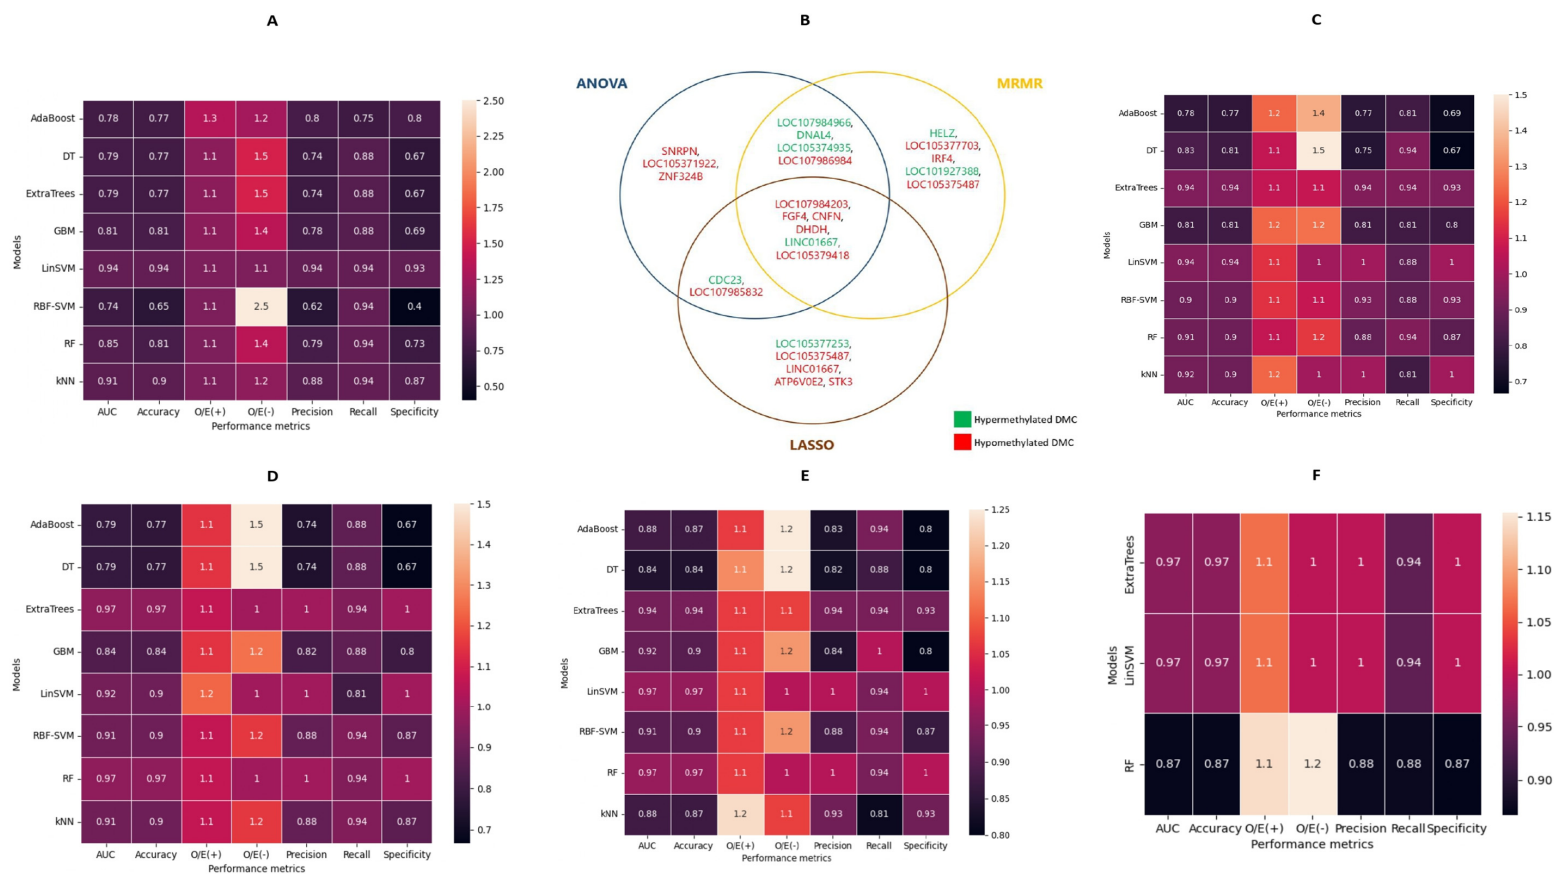 A
AdaBoost 0.78 0.77 1.3 1.2 0.8 0.75 0.8
DT 0.79 0.77 1.1 1.5 0.74 0.88 0.67
ExtraTrees 0.79 0.77 1.1 1.5 0.74 0.88 0.67
GBM 0.81 0.81 1.1 1.4 0.78 0.88 0.69
LinSVM 0.94 0.94 1.1 1.1 0.94 0.94 0.93
RBF-SVM 0.74 0.65 1.1 2.5 0.62 0.94 0.4
RF 0.85 0.81 1.1 1.4 0.79 0.94 0.73
kNN 0.91 0.9 1.1 1.2 0.88 0.94 0.87
AUC Accuracy O/E(+) O/E(-) Precision Recall Specificity
Performance metrics
Models
2.50
2.25
2.00
1.75
1.50
1.25
1.00
0.75
0.50
B
ANOVA
MRMR
LASSO
SNRPN,
LOC105371922,
ZNF324B
LOC107984966,
DNAL4,
LOC105374935,
LOC107986984
HELZ,
LOC105377703,
IRF4,
LOC101927388,
LOC105375487
LOC107984203,
FGF4, CNFN,
DHDH,
LINC01667,
LOC105379418
CDC23,
LOC107985832
LOC105377253,
LOC105375487,
LINC01667,
ATP6V0E2, STK3
Hypermethylated DMC
Hypomethylated DMC
C
AdaBoost 0.78 0.77 1.2 1.4 0.77 0.81 0.69
DT 0.83 0.81 1.1 1.5 0.75 0.94 0.67
ExtraTrees 0.94 0.94 1.1 1.1 0.94 0.94 0.93
GBM 0.81 0.81 1.2 1.2 0.81 0.81 0.8
LinSVM 0.94 0.94 1.1 1 1 0.88 1
RBF-SVM 0.9 0.9 1.1 1.1 0.93 0.88 0.93
RF 0.91 0.9 1.1 1.2 0.88 0.94 0.87
kNN 0.92 0.9 1.2 1 1 0.81 1
AUC Accuracy O/E(+) O/E(-) Precision Recall Specificity
Performance metrics
Models
1.5
1.4
1.3
1.2
1.1
1.0
0.9
0.8
0.7
D
AdaBoost 0.79 0.77 1.1 1.5 0.74 0.88 0.67
DT 0.79 0.77 1.1 1.5 0.74 0.88 0.67
ExtraTrees 0.97 0.97 1.1 1 1 0.94 1
GBM 0.84 0.84 1.1 1.2 0.82 0.88 0.8
LinSVM 0.92 0.9 1.2 1 1 0.81 1
RBF-SVM 0.91 0.9 1.1 1.2 0.88 0.94 0.87
RF 0.97 0.97 1.1 1 1 0.94 1
kNN 0.91 0.9 1.1 1.2 0.88 0.94 0.87
AUC Accuracy O/E(+) O/E(-) Precision Recall Specificity
Performance metrics
Models
1.5
1.4
1.3
1.2
1.1
1.0
0.9
0.8
0.7
E
AdaBoost 0.88 0.87 1.1 1.2 0.83 0.94 0.8
DT 0.84 0.84 1.1 1.2 0.82 0.88 0.8
ExtraTrees 0.94 0.94 1.1 1.1 0.94 0.94 0.93
GBM 0.92 0.9 1.1 1.2 0.84 1 0.8
LinSVM 0.97 0.97 1.1 1 1 0.94 1
RBF-SVM 0.91 0.9 1.1 1.2 0.88 0.94 0.87
RF 0.97 0.97 1.1 1 1 0.94 1
kNN 0.88 0.87 1.2 1.1 0.93 0.81 0.93
AUC Accuracy O/E(+) O/E(-) Precision Recall Specificity
Performance metrics
Models
1.25
1.20
1.15
1.10
1.05
1.00
0.95
0.90
0.85
0.80
F
ExtraTrees 0.97 0.97 1.1 1 1 0.94 1
LinSVM 0.97 0.97 1.1 1 1 0.94 1
RF 0.87 0.87 1.1 1.2 0.88 0.88 0.87
AUC Accuracy O/E(+) O/E(-) Precision Recall Specificity
Performance metrics
Models
1.15
1.10
1.05
1.00
0.95
0.90